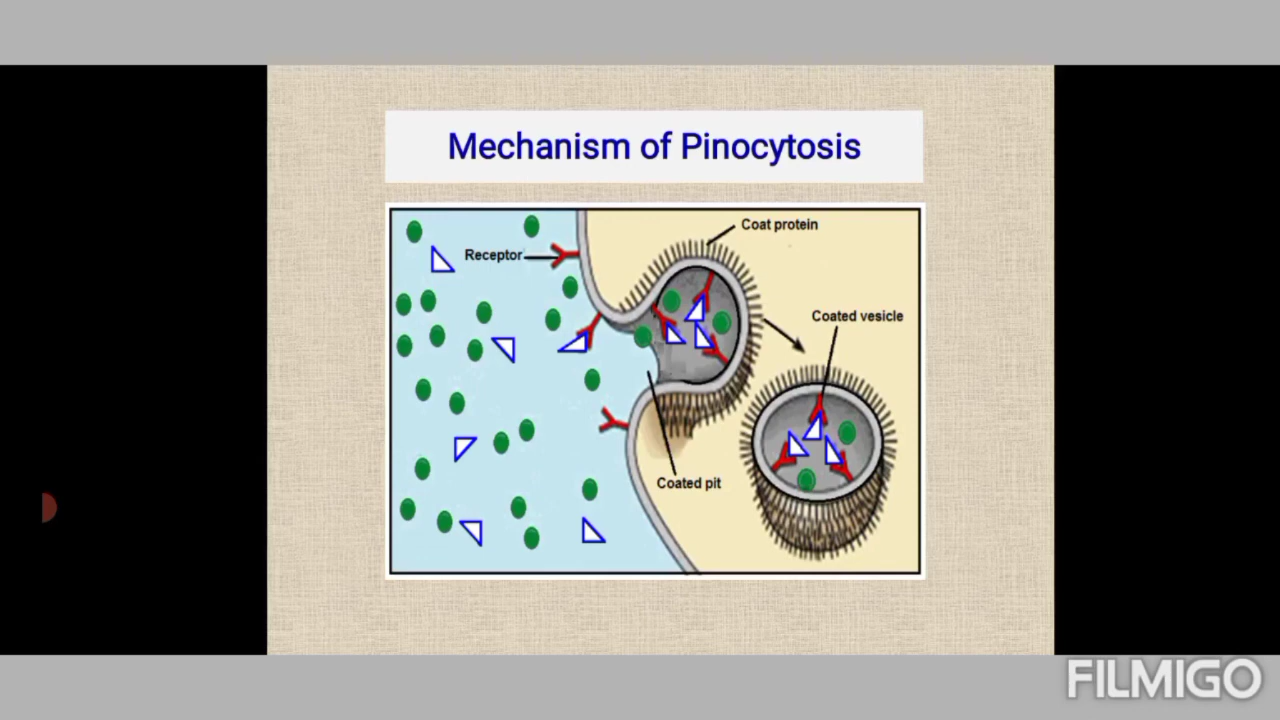 Mechanism of Pinocytosis
Coat protein
Receptor
Coated vesicle
Coated pit
FILMIGO